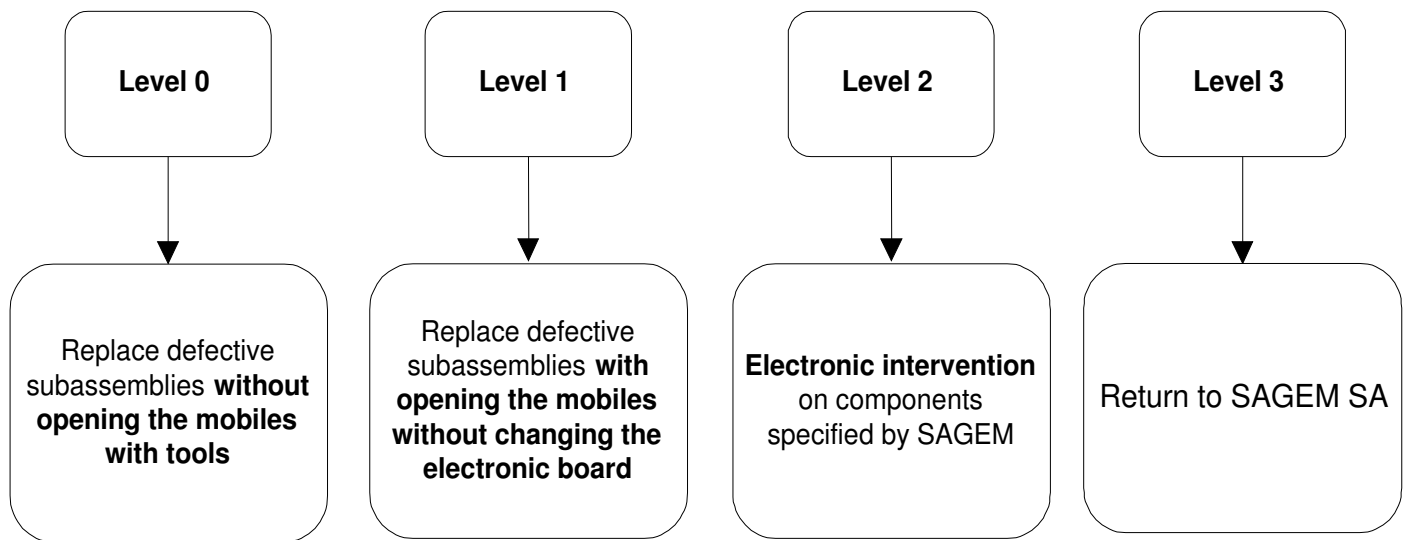 Level 0
Level 1
Level 2
Level 3
Replace defective
subassemblies without
opening the mobiles
with tools
Replace defective
subassemblies with
opening the mobiles
without changing the
electronic board
Electronic intervention
on components
specified by SAGEM
Return to SAGEM SA